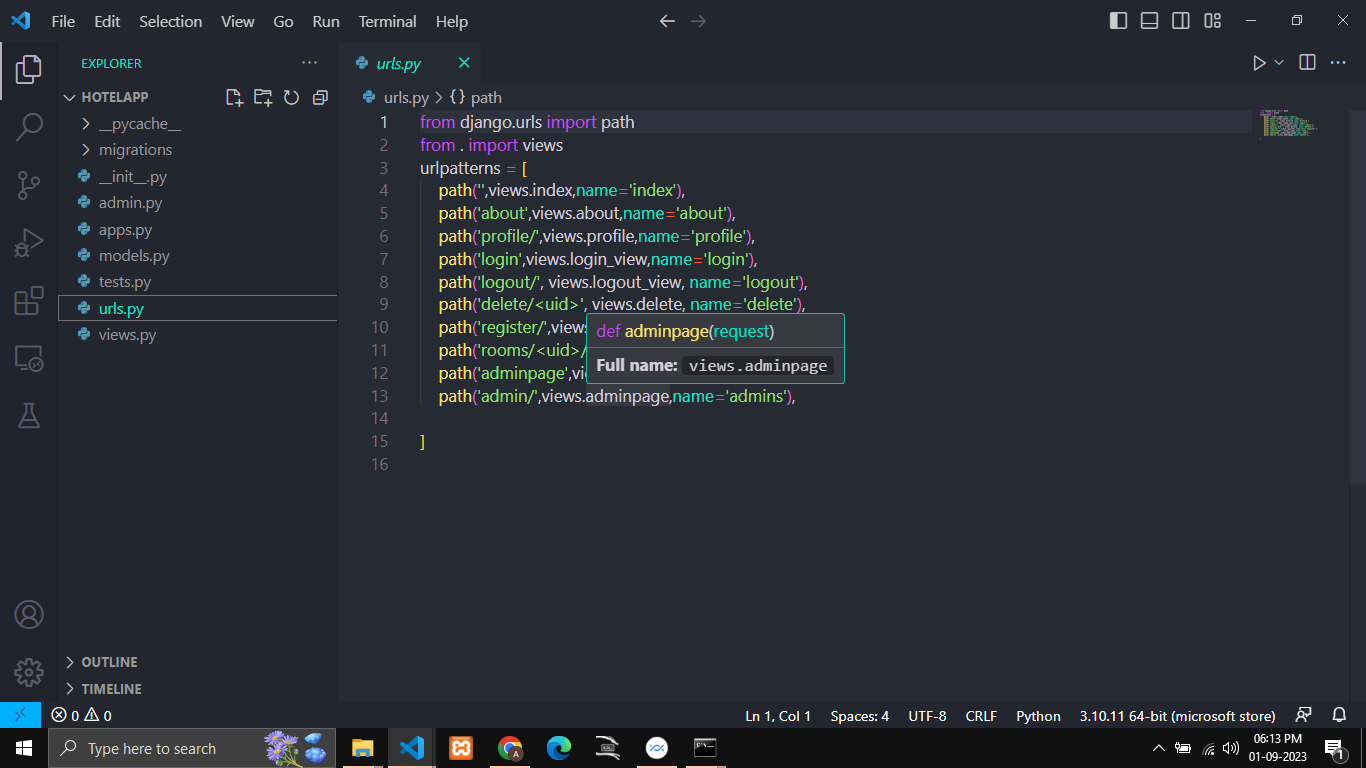 File Edit Selection View Go Run Terminal Help
EXPLORER
HOTELAPP
__pycache__
migrations
__init__.py
admin.py
apps.py
models.py
tests.py
urls.py
views.py
OUTLINE
TIMELINE
urls.py
urls.py > {} path
1 from django.urls import path
2 from . import views
3 urlpatterns = [
4 path('',views.index,name='index'),
5 path('about',views.about,name='about'),
6 path('profile/',views.profile,name='profile'),
7 path('login',views.login_view,name='login'),
8 path('logout/', views.logout_view, name='logout'),
9 path('delete/<uid>', views.delete, name='delete'),
10 path('register/',views
11 path('rooms/<uid>/
12 path('adminpage',vi
13 path('admin/',views.adminpage,name='admins'),
14
15 ]
16
def adminpage(request)
Full name: views.adminpage
0 0
Ln 1, Col 1 Spaces: 4 UTF-8 CRLF Python 3.10.11 64-bit (microsoft store)
Type here to search
06:13 PM
01-09-2023
1